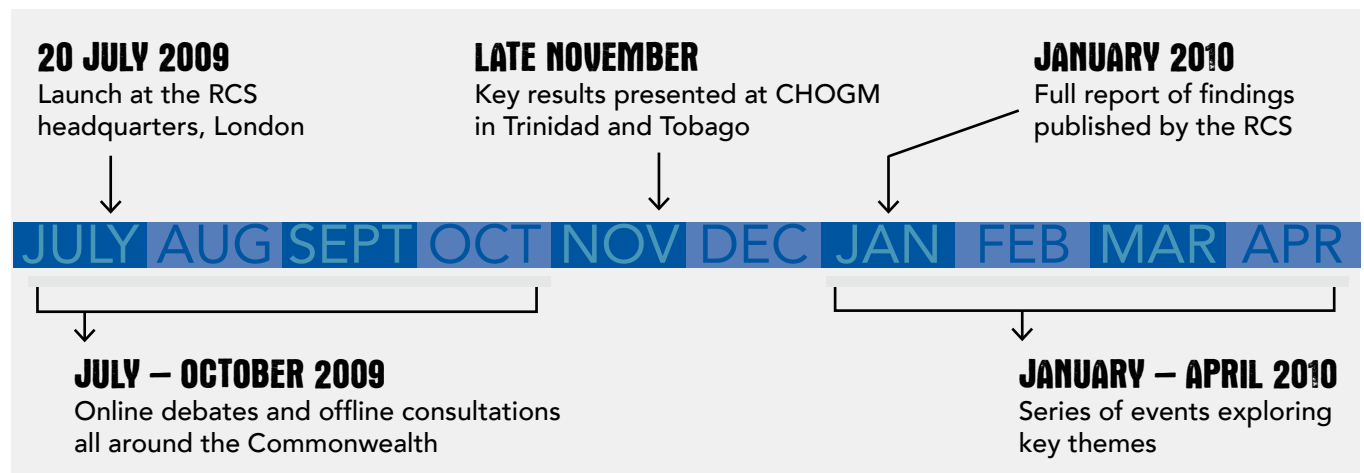 20 JULY 2009
Launch at the RCS
headquarters, London
LATE NOVEMBER
Key results presented at CHOGM
in Trinidad and Tobago
JANUARY 2010
Full report of findings
published by the RCS
JULY AUG SEPT OCT NOV DEC JAN FEB MAR APR
JULY – OCTOBER 2009
Online debates and offline consultations
all around the Commonwealth
JANUARY – APRIL 2010
Series of events exploring
key themes